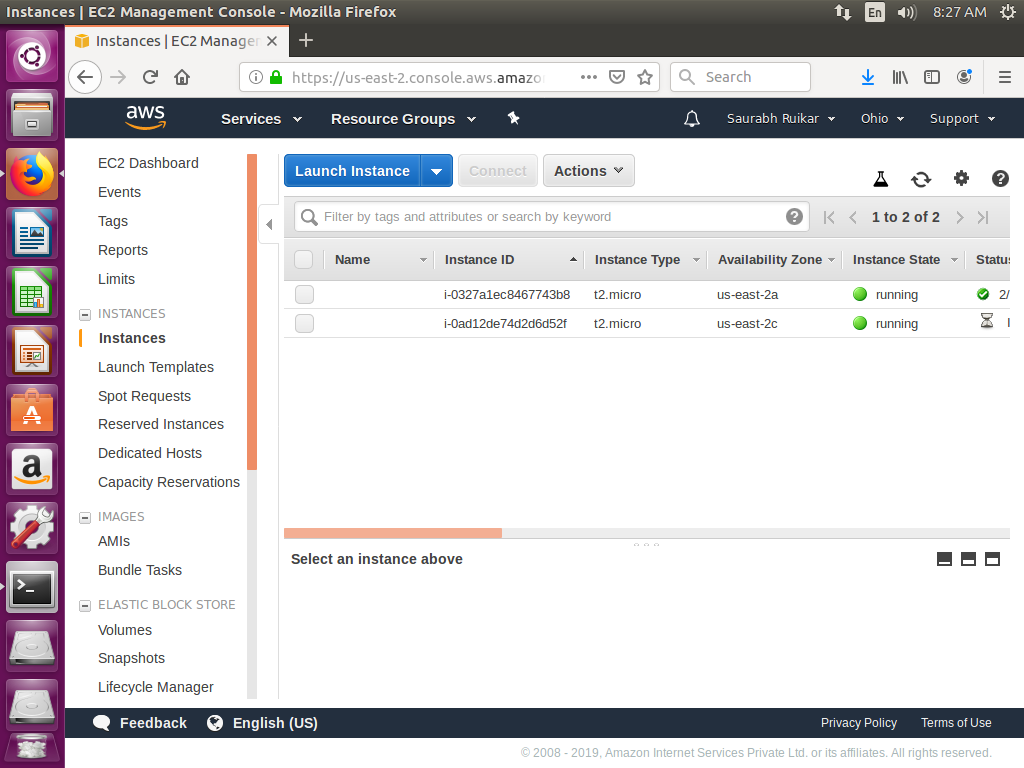 Instances | EC2 Management Console - Mozilla Firefox
En
8:27 AM
Instances | EC2 Manage
https://us-east-2.console.aws.amazo
Search
aws
Services
Resource Groups
Saurabh Ruikar
Ohio
Support
EC2 Dashboard
Events
Tags
Reports
Limits
INSTANCES
Instances
Launch Templates
Spot Requests
Reserved Instances
Dedicated Hosts
Capacity Reservations
IMAGES
AMIs
Bundle Tasks
ELASTIC BLOCK STORE
Volumes
Snapshots
Lifecycle Manager
Launch Instance
Connect
Actions
Filter by tags and attributes or search by keyword
1 to 2 of 2
Name Instance ID Instance Type Availability Zone Instance State Status
i-0327a1ec8467743b8 t2.micro us-east-2a running 2/
i-0ad12de74d2d6d52f t2.micro us-east-2c running
Select an instance above
Feedback
English (US)
Privacy Policy
Terms of Use
© 2008 - 2019, Amazon Internet Services Private Ltd. or its affiliates. All rights reserved.